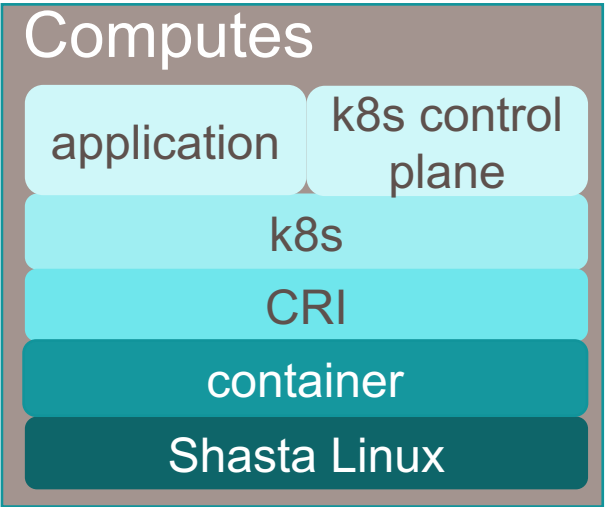 Computes
application
k8s control
plane
k8s
CRI
container
Shasta Linux